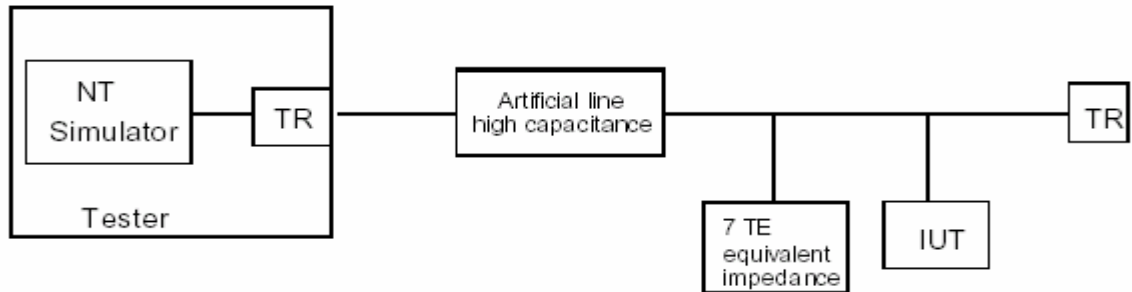 NT
Simulator
TR
Tester
Artificial line
high capacitance
7 TE
equivalent
impedance
IUT
TR